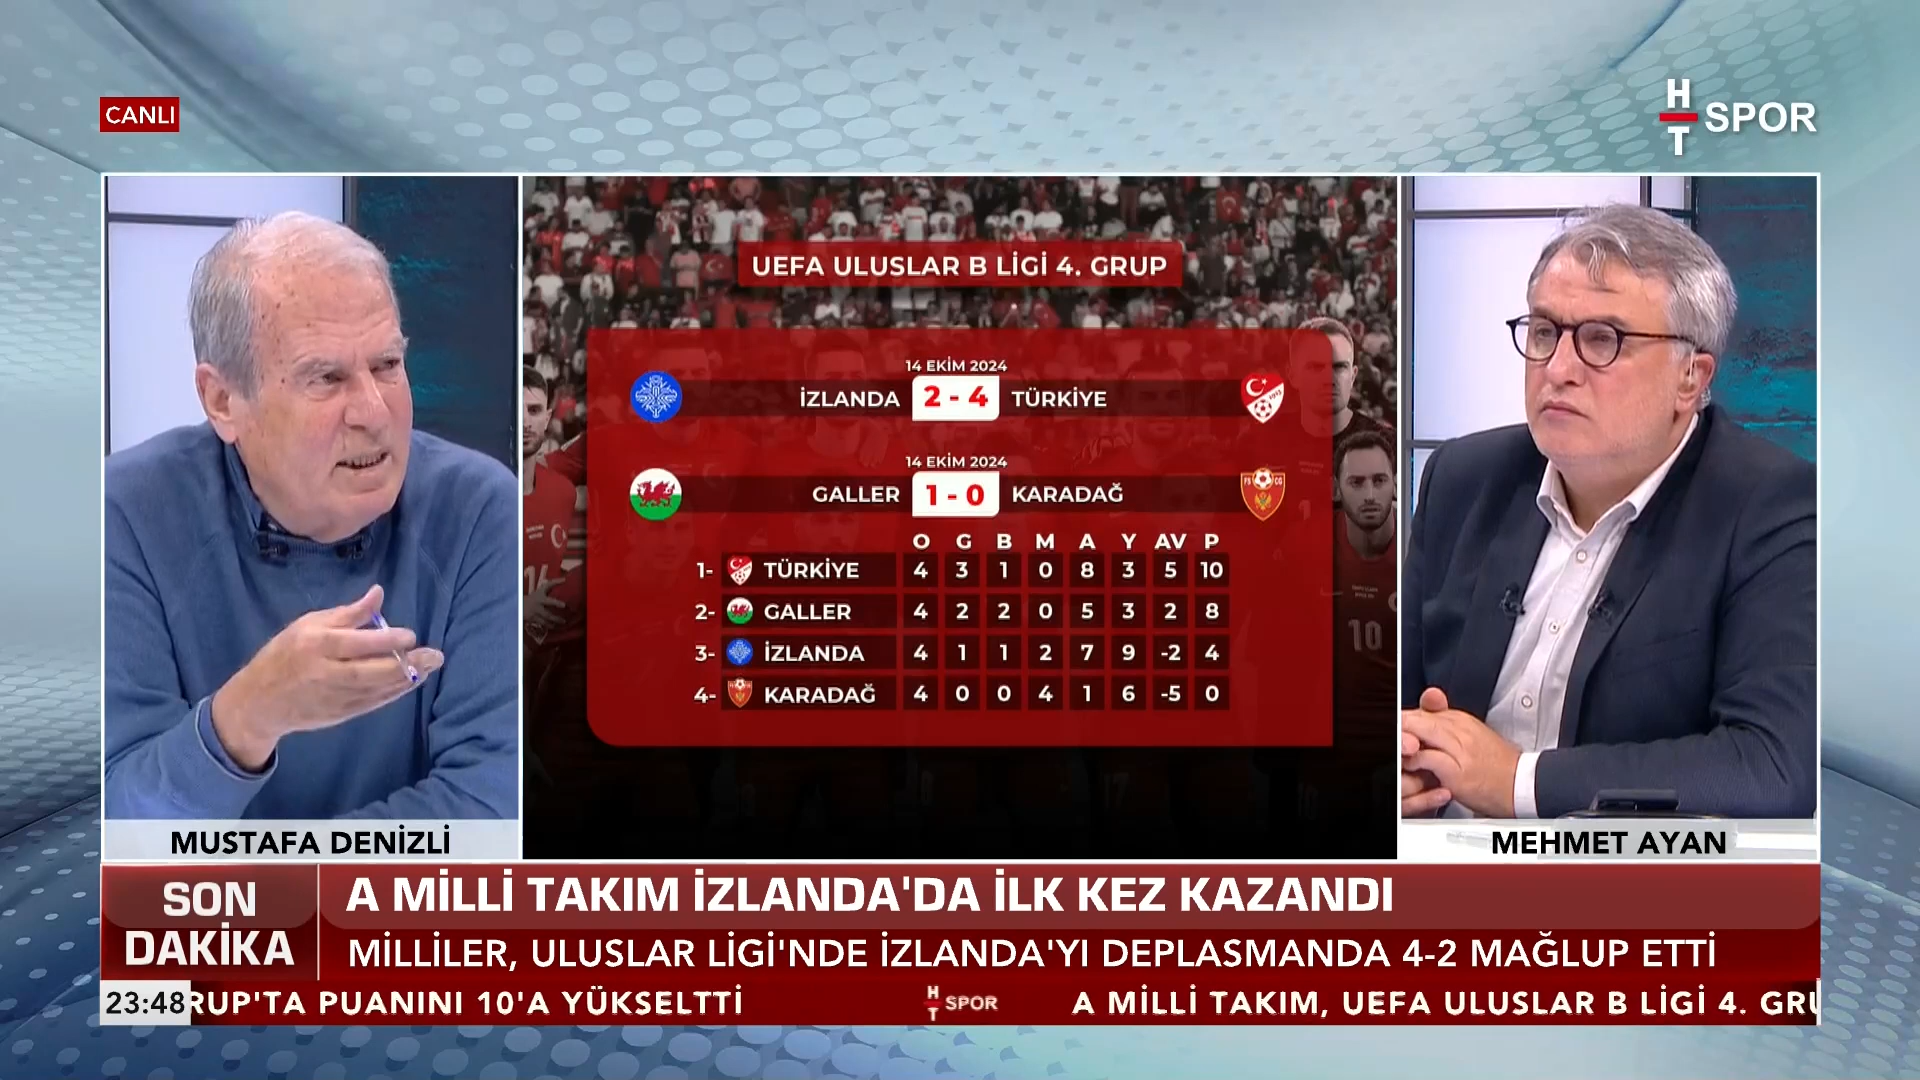 CANLI
HT SPOR
UEFA ULUSLAR B LİGİ 4. GRUP
14 EKİM 2024
İZLANDA 2 - 4 TÜRKİYE
14 EKİM 2024
GALLER 1 - 0 KARADAĞ
O G B M A Y AV P
1- TÜRKİYE 4 3 1 0 8 3 5 10
2- GALLER 4 2 2 0 5 3 2 8
3- İZLANDA 4 1 1 2 7 9 -2 4
4- KARADAĞ 4 0 0 4 1 6 -5 0
10
MUSTAFA DENİZLİ
MEHMET AYAN
SON DAKİKA
A MİLLİ TAKIM İZLANDA'DA İLK KEZ KAZANDI
MİLLİLER, ULUSLAR LİGİ'NDE İZLANDA'YI DEPLASMANDA 4-2 MAĞLUP ETTİ
23:48 RUP'TA PUANINI 10'A YÜKSELTTİ HT SPOR A MİLLİ TAKIM, UEFA ULUSLAR B LİGİ 4. GRU